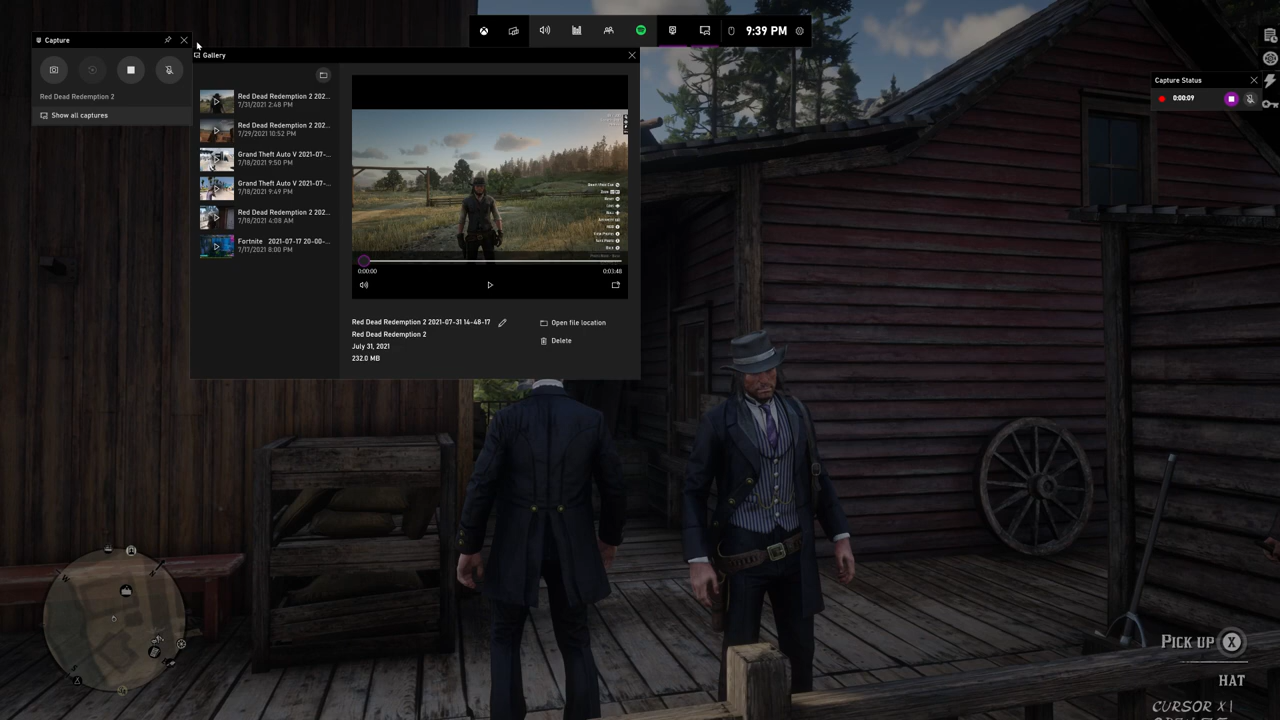 Capture
Red Dead Redemption 2
Show all captures
Gallery
Red Dead Redemption 2 202...
7/31/2021 2:48 PM
Red Dead Redemption 2 202...
7/29/2021 10:52 PM
Grand Theft Auto V 2021-07-...
7/18/2021 9:50 PM
Grand Theft Auto V 2021-07-...
7/18/2021 9:49 PM
Red Dead Redemption 2 202...
7/18/2021 4:08 AM
Fortnite 2021-07-17 20-00-...
7/17/2021 8:00 PM
0:00:00
0:03:48
Red Dead Redemption 2 2021-07-31 14-48-17
Red Dead Redemption 2
July 31, 2021
232.0 MB
Open file location
Delete
9:39 PM
Capture Status
0:00:09
PICK UP X
HAT
CURSOR X |